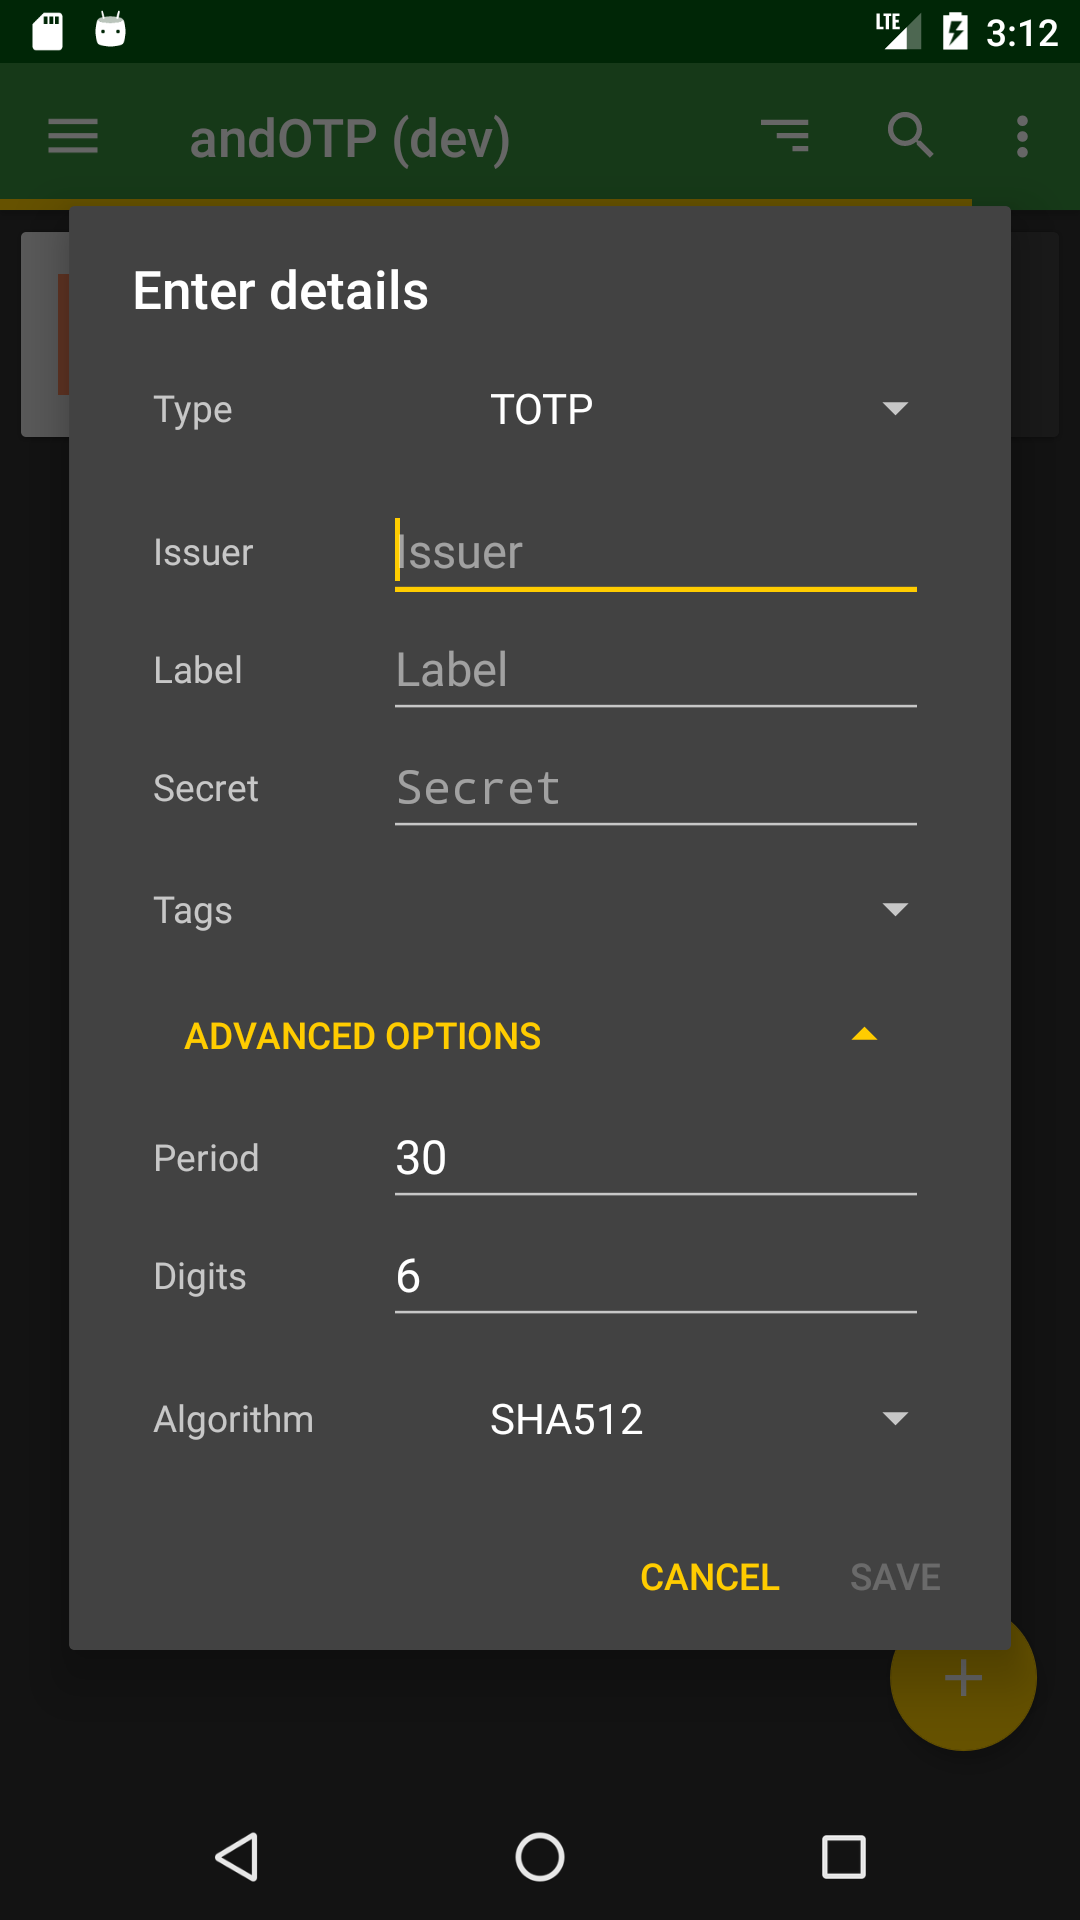 LTE 3:12
andOTP (dev)
Enter details
Type TOTP
Issuer Issuer
Label Label
Secret Secret
Tags
ADVANCED OPTIONS
Period 30
Digits 6
Algorithm SHA512
CANCEL SAVE